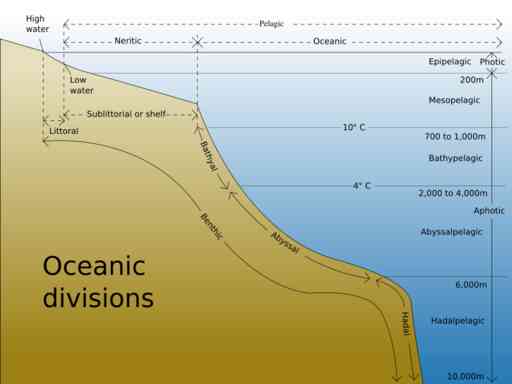 High
water
Pelagic
Neritic
Oceanic
Epipelagic
Photic
200m
Low
water
Mesopelagic
Sublittorial or shelf
Littoral
10° C
700 to 1,000m
Bathyal
Bathypelagic
4° C
2,000 to 4,000m
Aphotic
Benthic
Abyssal
Abyssalpelagic
Oceanic
divisions
6,000m
Hadal
Hadalpelagic
10,000m